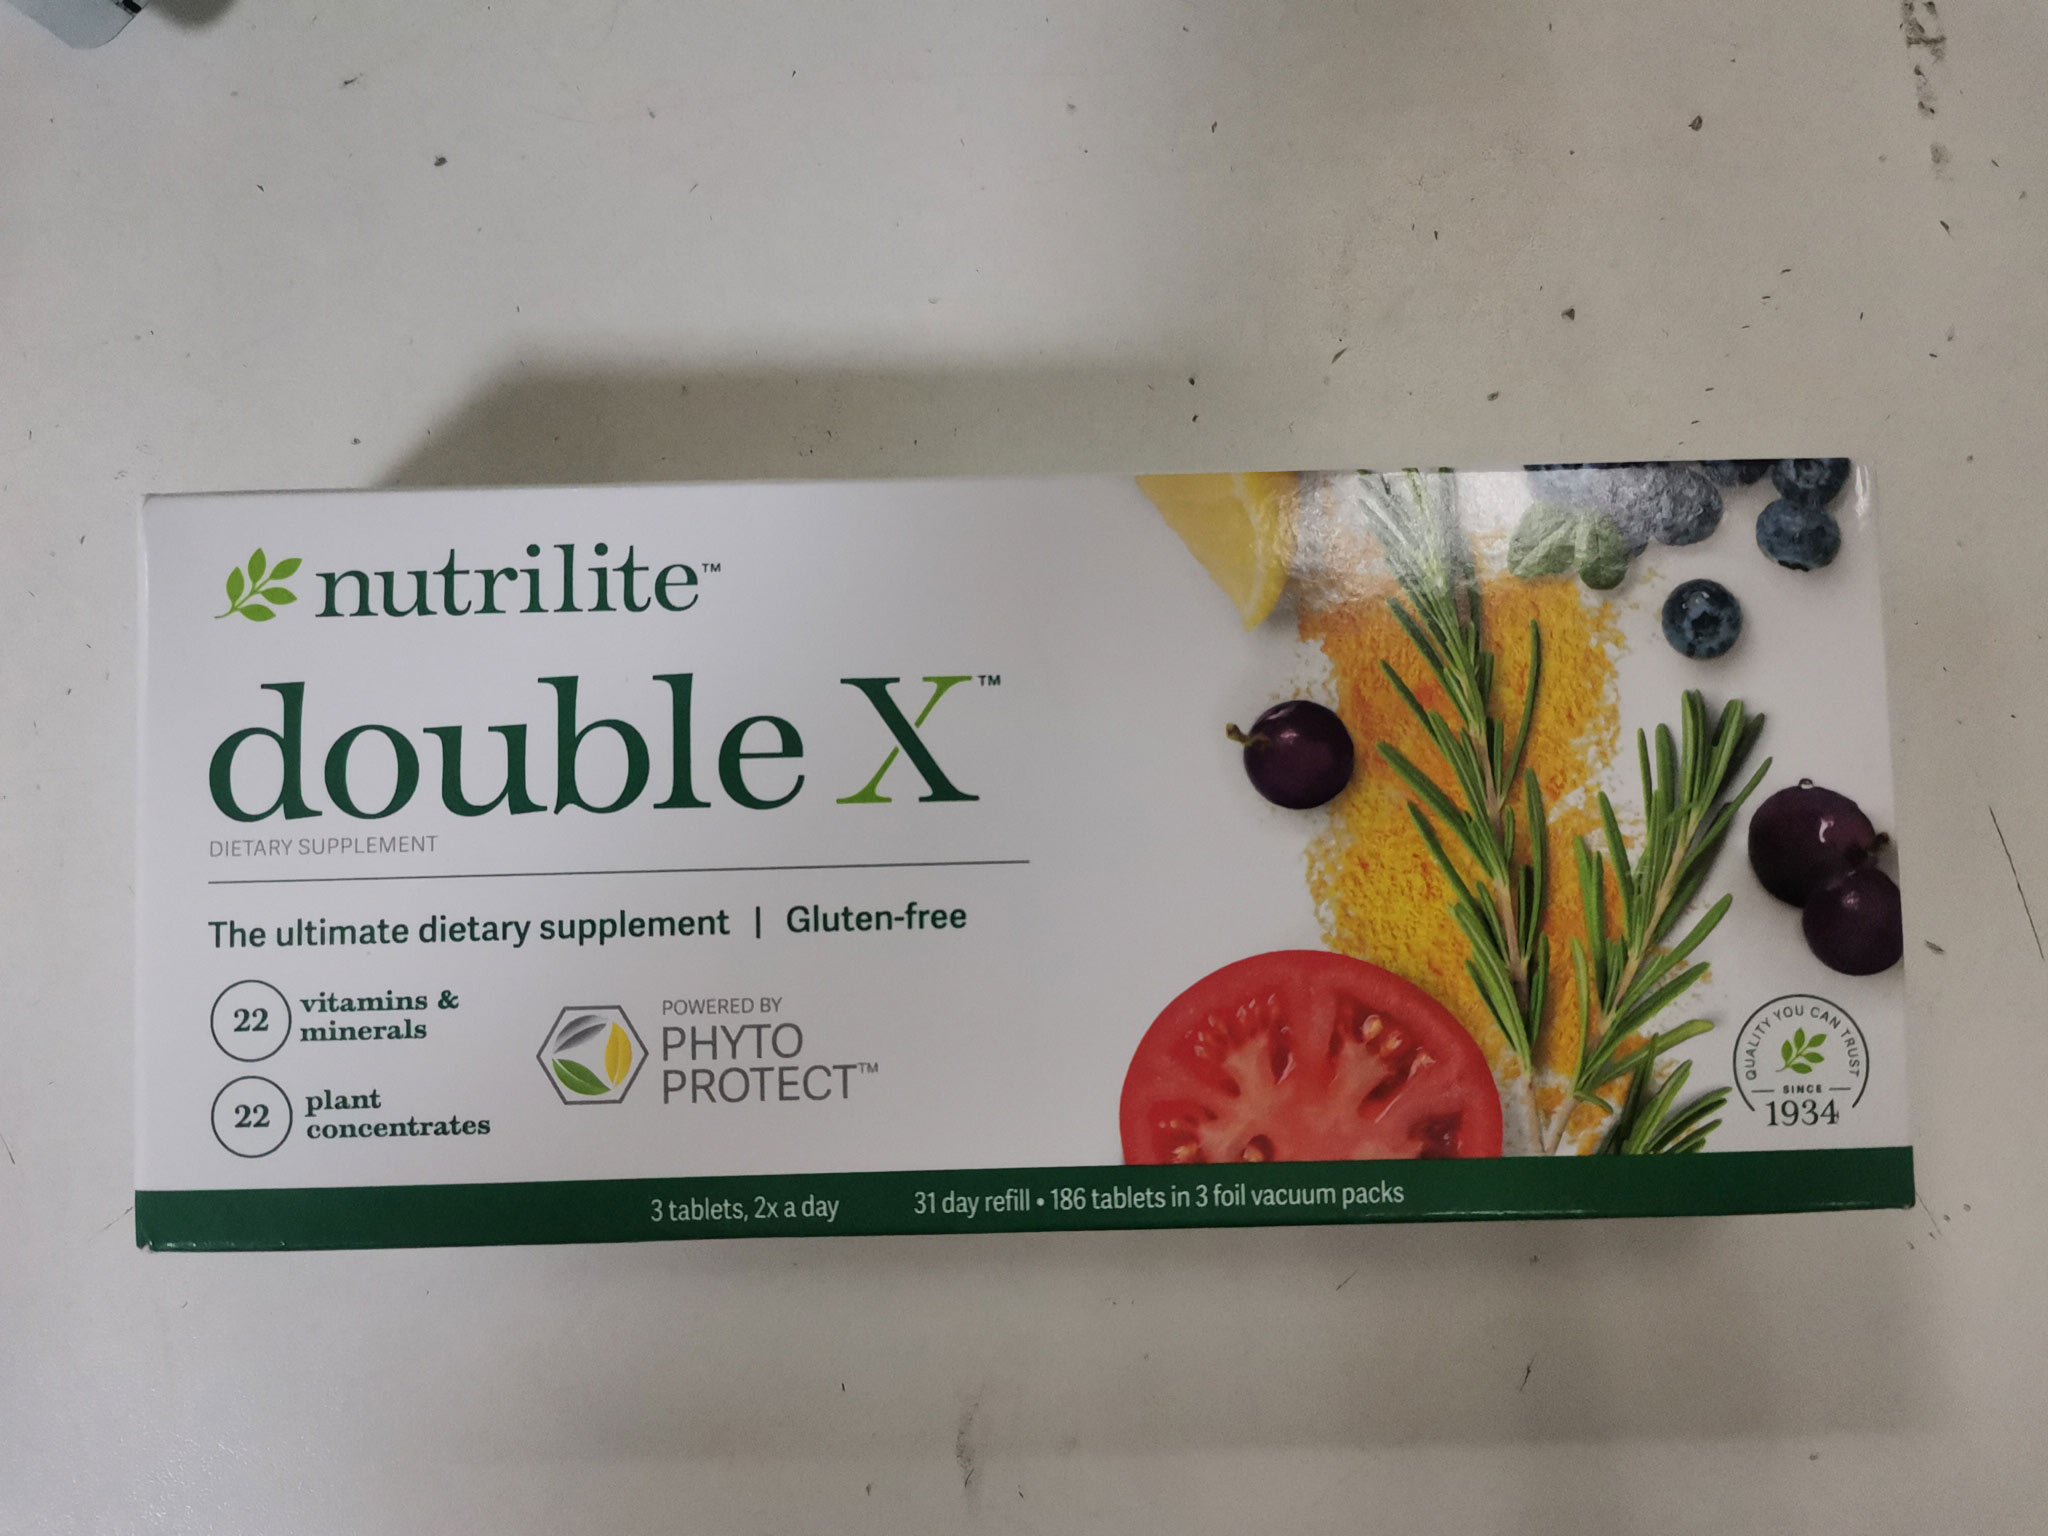 nutrilite™
double X™
DIETARY SUPPLEMENT
The ultimate dietary supplement | Gluten-free
22 vitamins &
minerals
22 plant
concentrates
POWERED BY
PHYTO
PROTECT™
QUALITY YOU CAN TRUST
SINCE
1934
3 tablets, 2x a day 31 day refill • 186 tablets in 3 foil vacuum packs